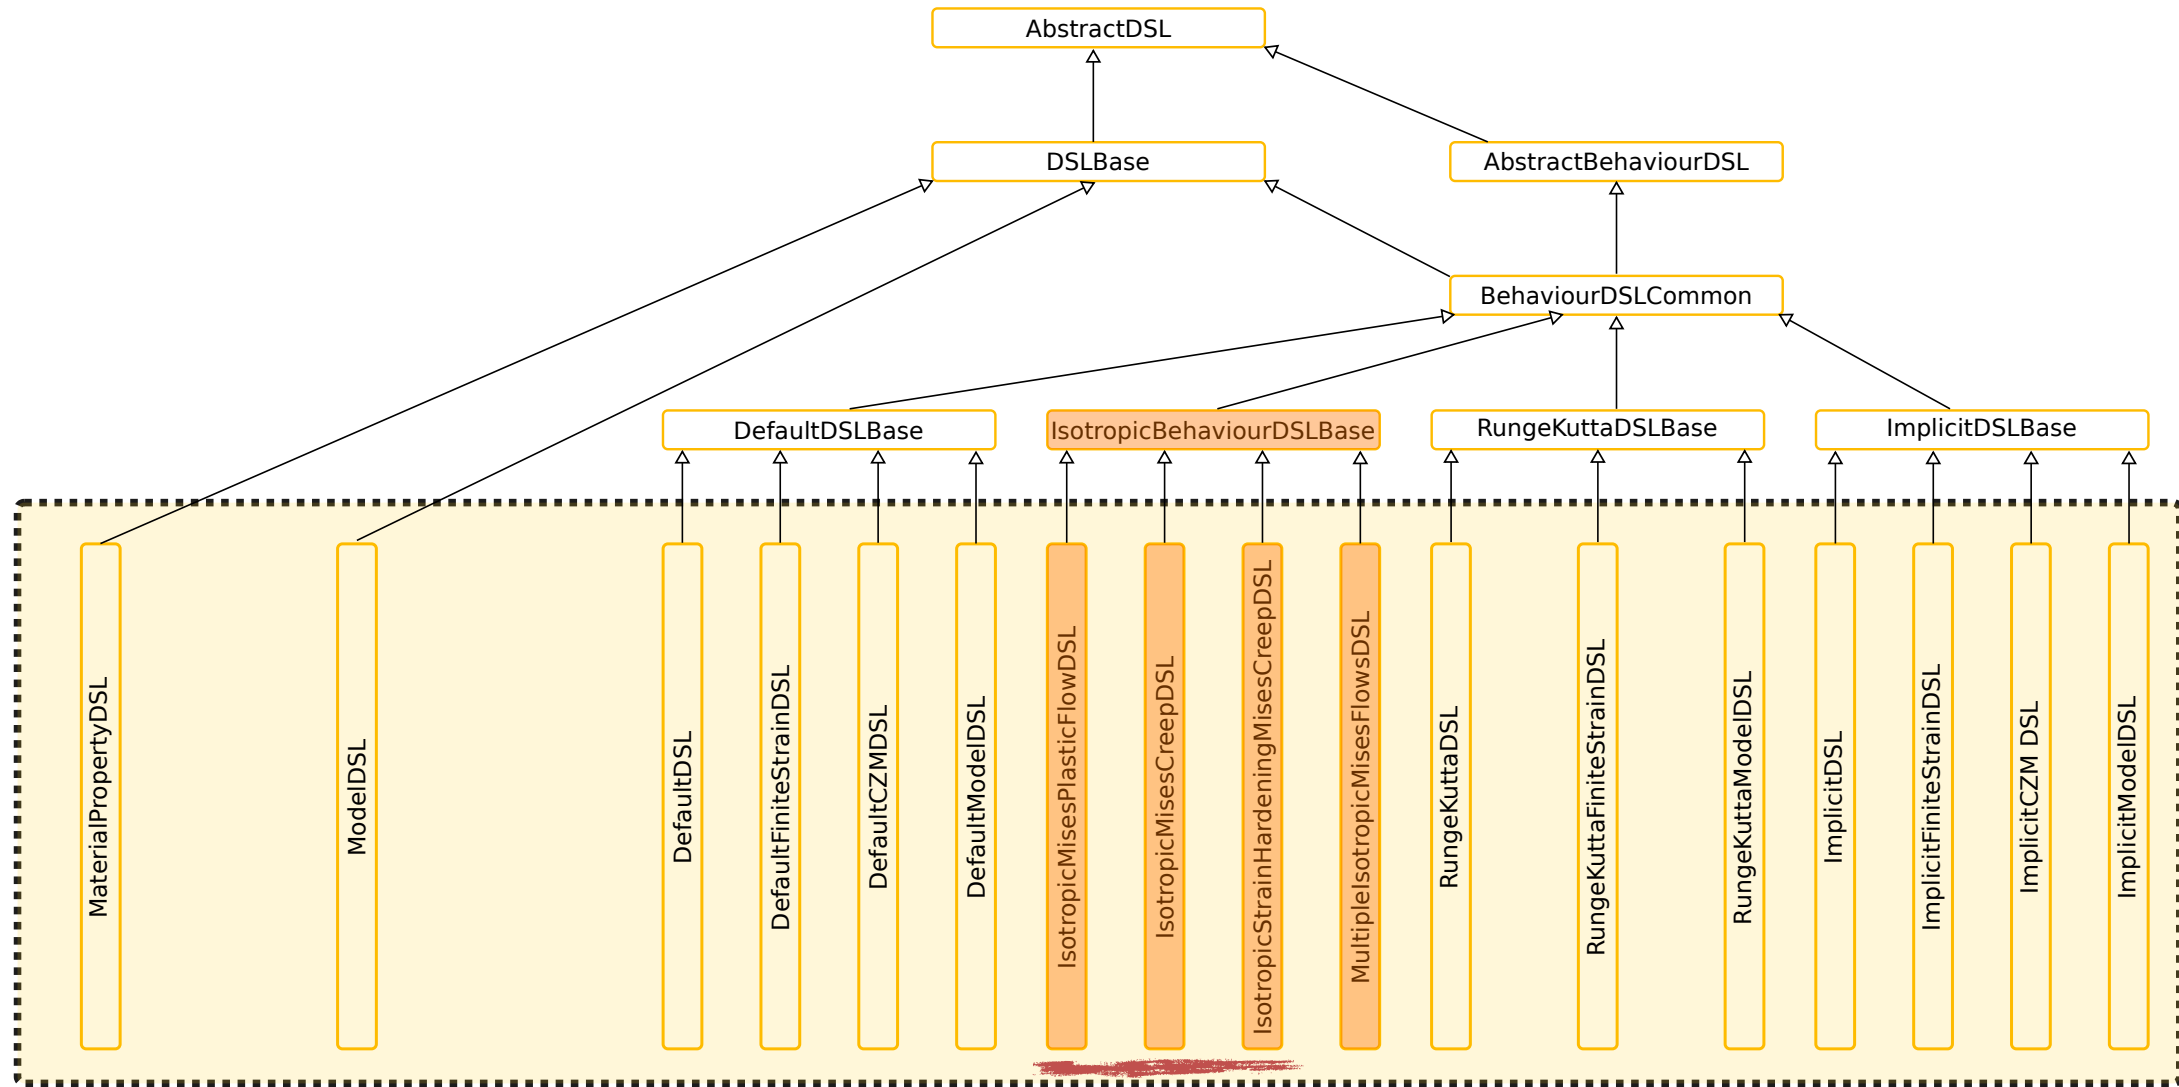 AbstractDSL
DSLBase
AbstractBehaviourDSL
BehaviourDSLCommon
DefaultDSLBase
IsotropicBehaviourDSLBase
RungeKuttaDSLBase
ImplicitDSLBase
MaterialPropertyDSL
ModelDSL
DefaultDSL
DefaultFiniteStrainDSL
DefaultCZMDSL
DefaultModelDSL
IsotropicMisesPlasticFlowDSL
IsotropicMisesCreepDSL
IsotropicStrainHardeningMisesCreepDSL
MultipleIsotropicMisesFlowsDSL
RungeKuttaDSL
RungeKuttaFiniteStrainDSL
RungeKuttaModelDSL
ImplicitDSL
ImplicitFiniteStrainDSL
ImplicitCZM DSL
ImplicitModelDSL